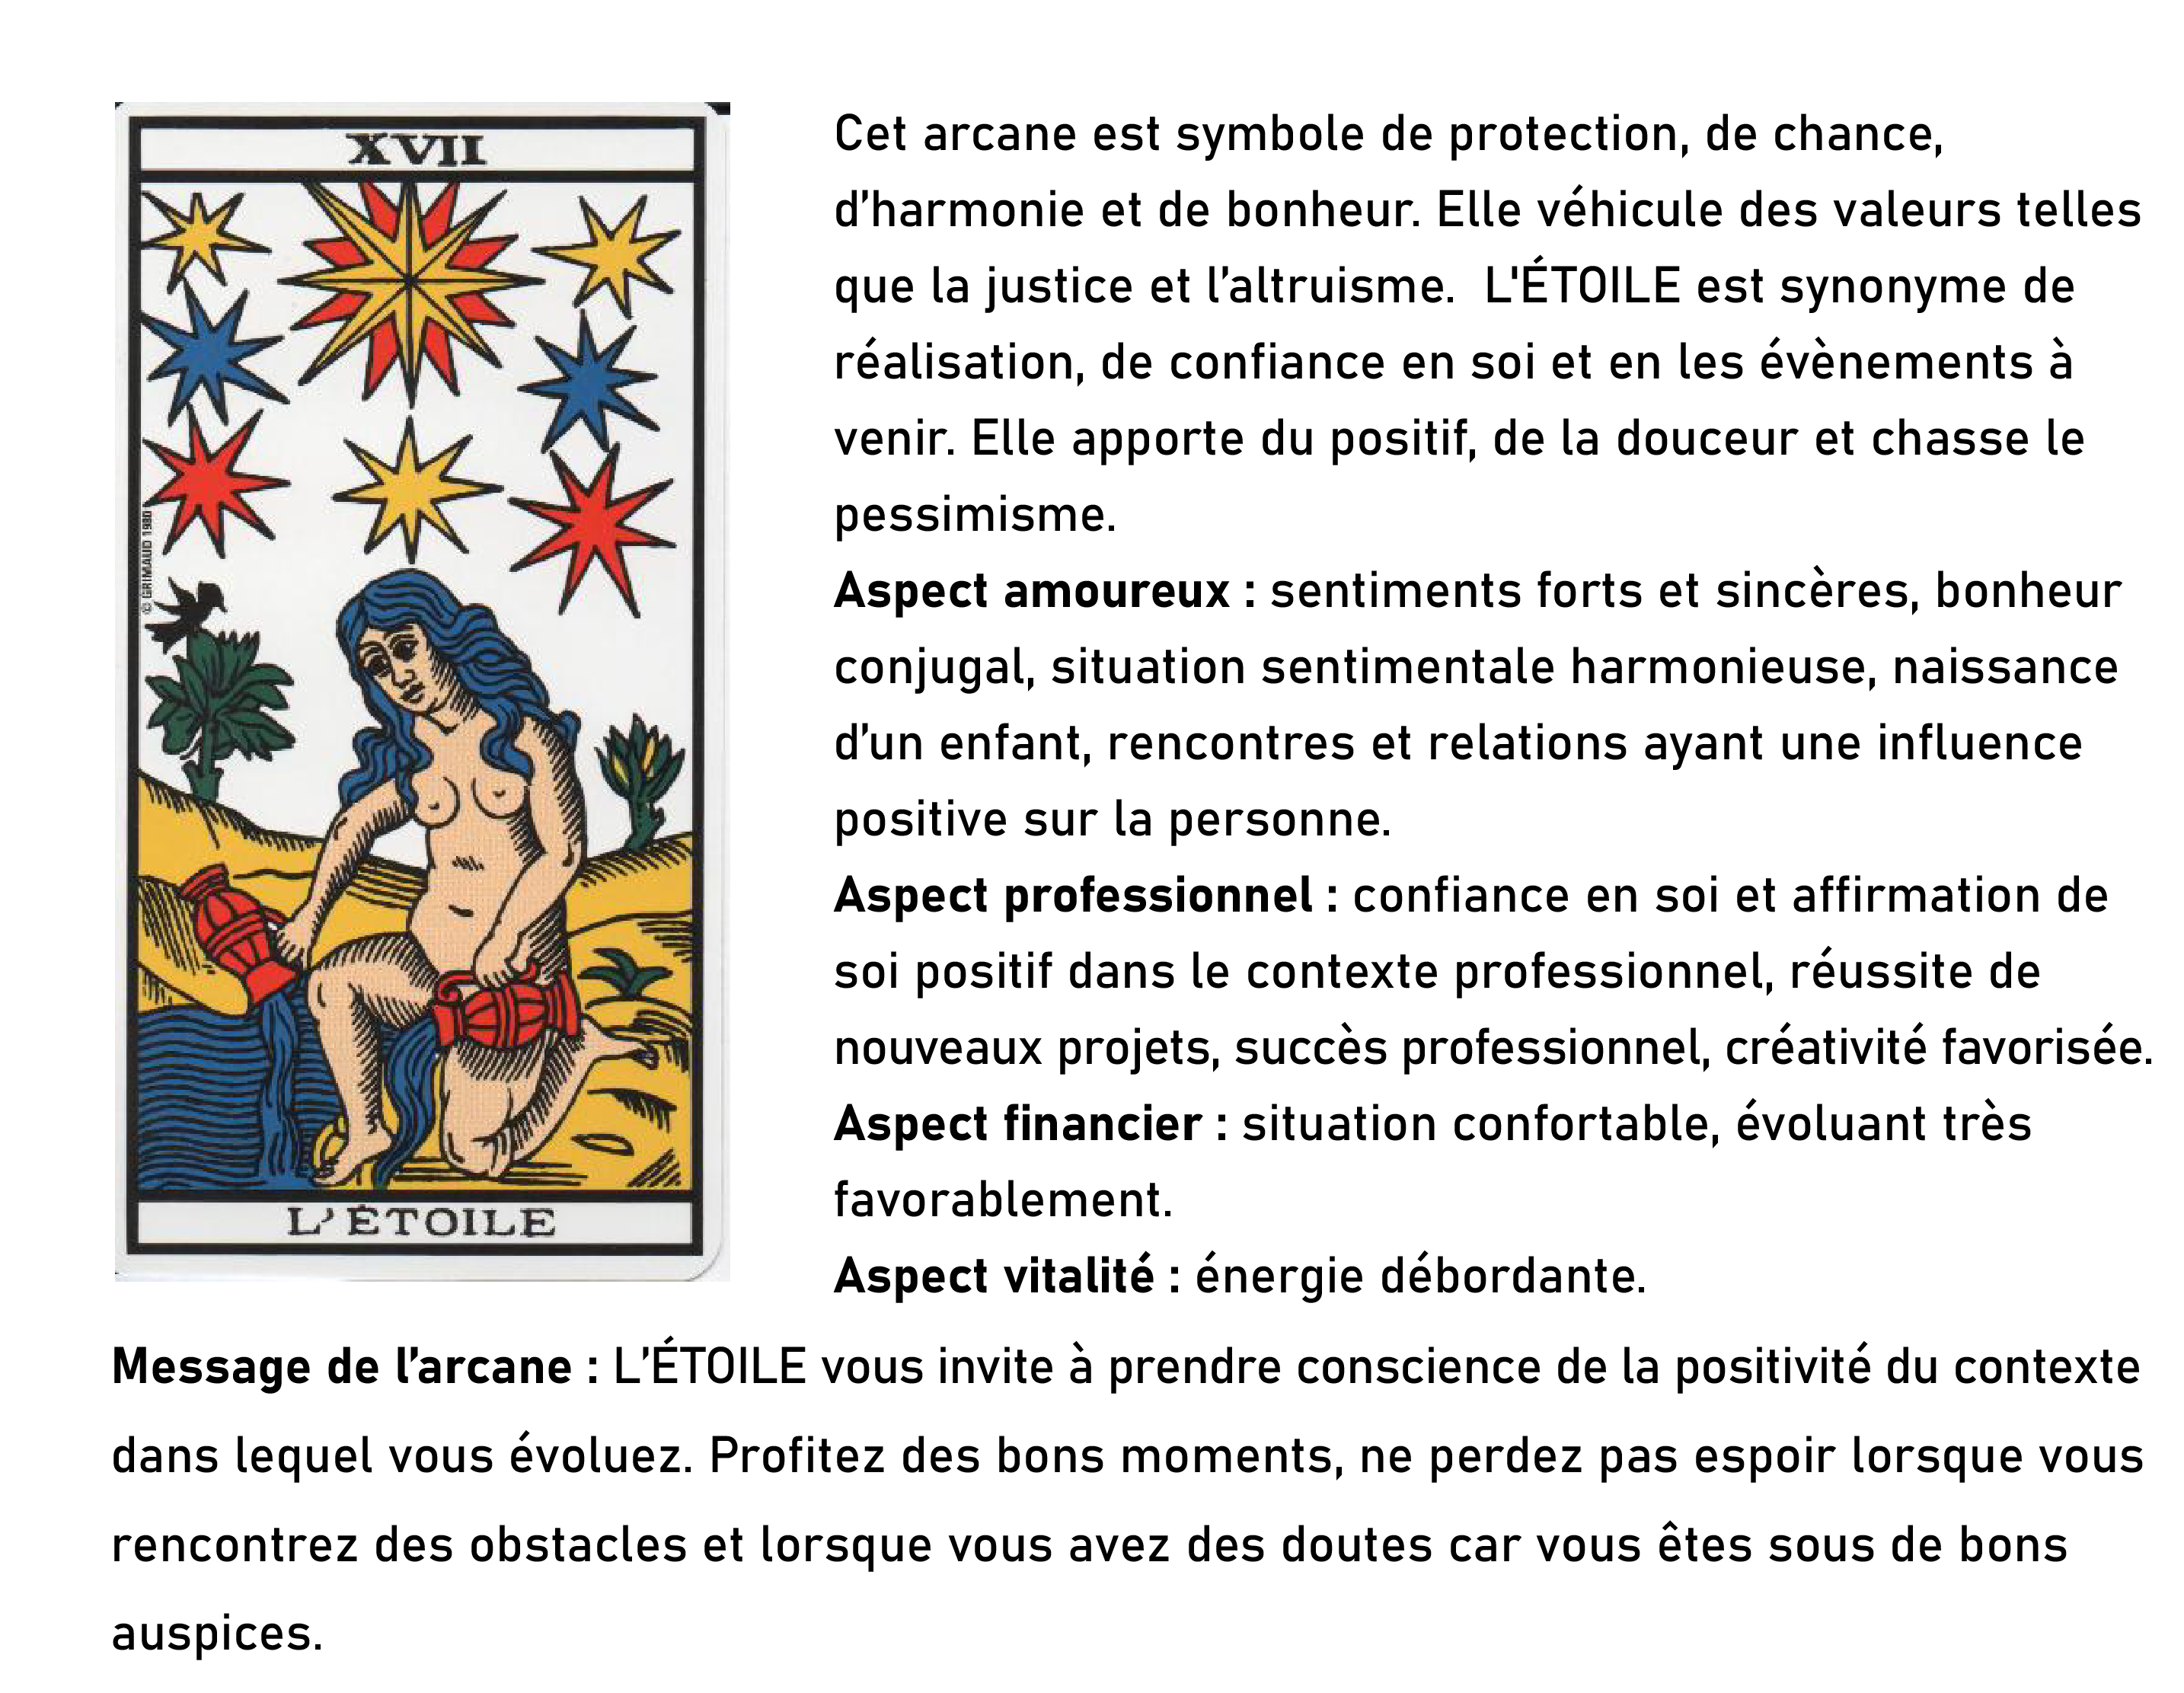 XVII
© GRIMAUD 1980
L'ÉTOILE
Cet arcane est symbole de protection, de chance,
d’harmonie et de bonheur. Elle véhicule des valeurs telles
que la justice et l’altruisme.  L'ÉTOILE est synonyme de
réalisation, de confiance en soi et en les évènements à
venir. Elle apporte du positif, de la douceur et chasse le
pessimisme.
Aspect amoureux : sentiments forts et sincères, bonheur
conjugal, situation sentimentale harmonieuse, naissance
d’un enfant, rencontres et relations ayant une influence
positive sur la personne.
Aspect professionnel : confiance en soi et affirmation de
soi positif dans le contexte professionnel, réussite de
nouveaux projets, succès professionnel, créativité favorisée.
Aspect financier : situation confortable, évoluant très
favorablement.
Aspect vitalité : énergie débordante.
Message de l’arcane : L’ÉTOILE vous invite à prendre conscience de la positivité du contexte
dans lequel vous évoluez. Profitez des bons moments, ne perdez pas espoir lorsque vous
rencontrez des obstacles et lorsque vous avez des doutes car vous êtes sous de bons
auspices.